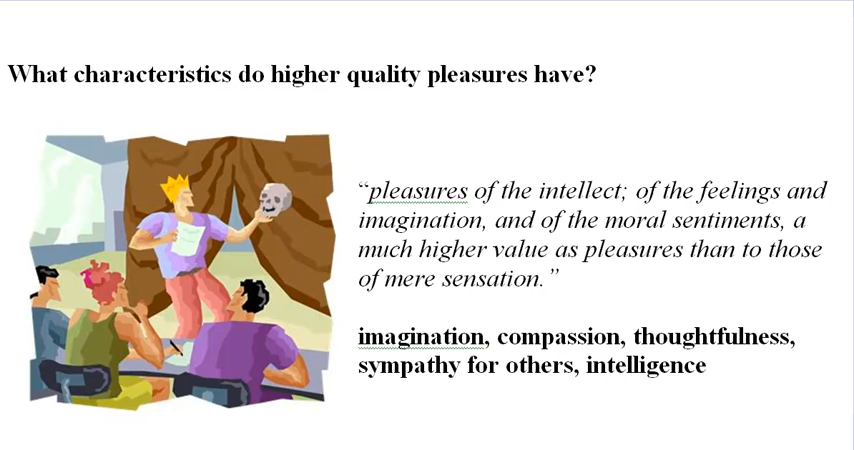 What characteristics do higher quality pleasures have?
“pleasures of the intellect; of the feelings and
imagination, and of the moral sentiments, a
much higher value as pleasures than to those
of mere sensation.”
imagination, compassion, thoughtfulness,
sympathy for others, intelligence